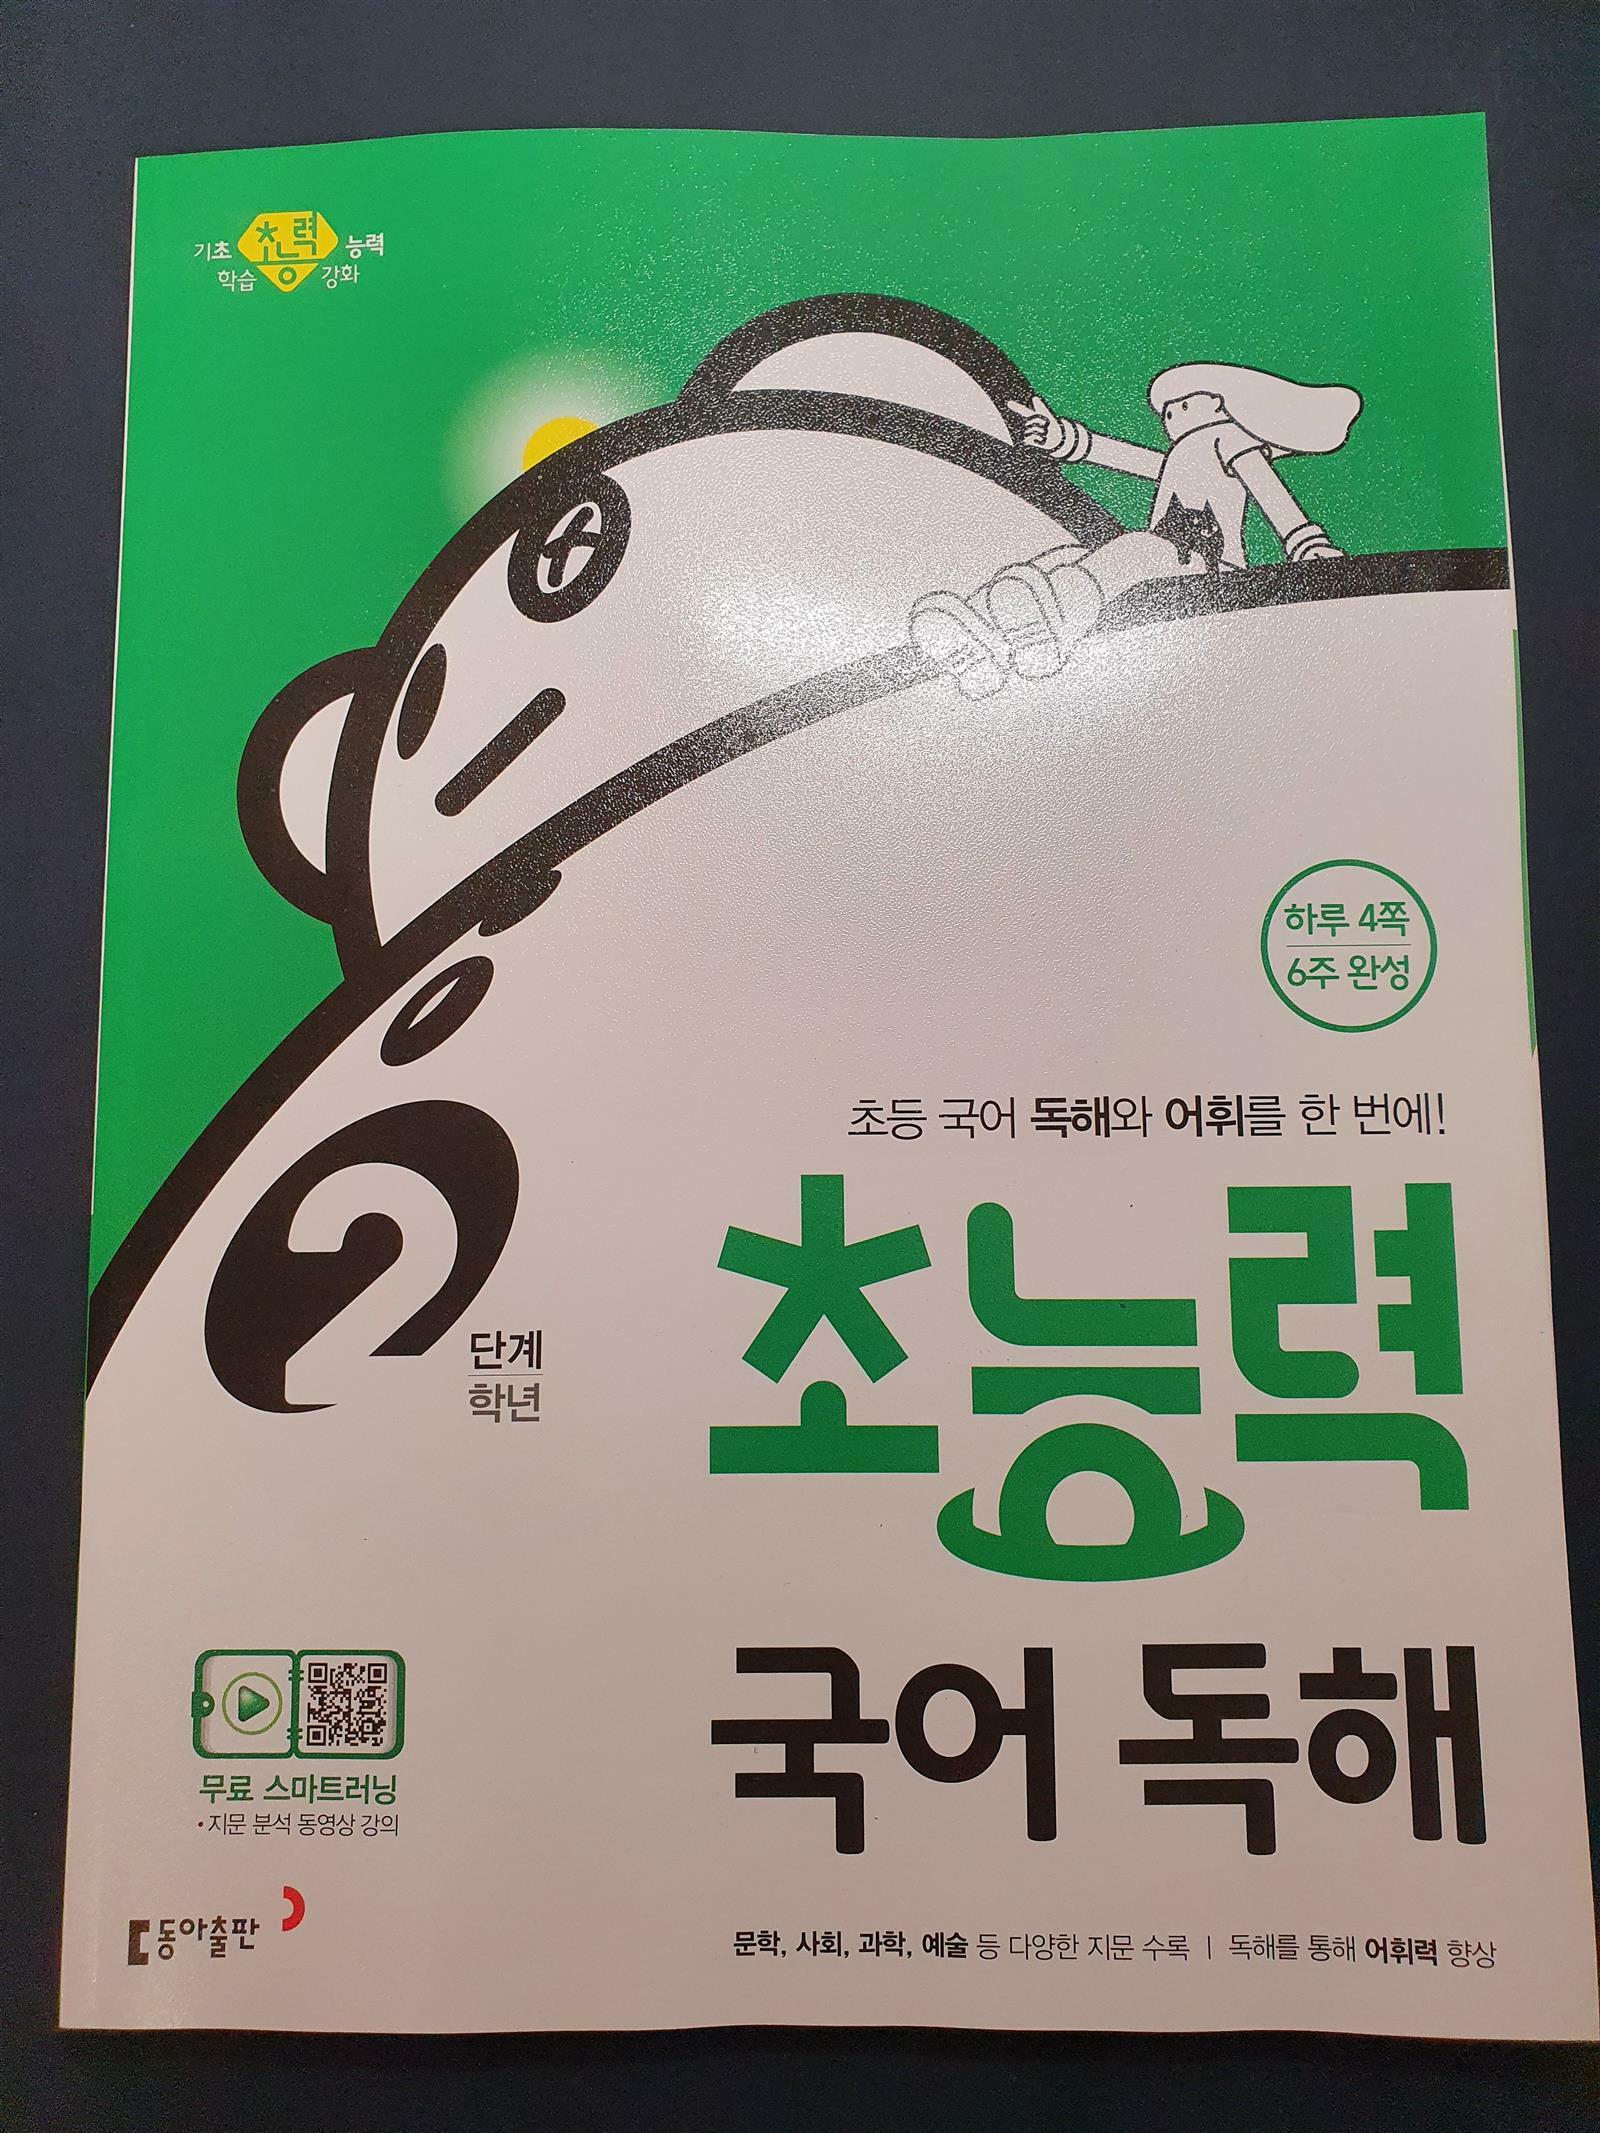 기초 초능력 능력
학습 강화
하루 4쪽
6주 완성
초등 국어 독해와 어휘를 한 번에!
초능력
2
단계
학년
국어 독해
무료 스마트러닝
• 지문 분석 동영상 강의
동아출판
문학, 사회, 과학, 예술 등 다양한 지문 수록 | 독해를 통해 어휘력 향상